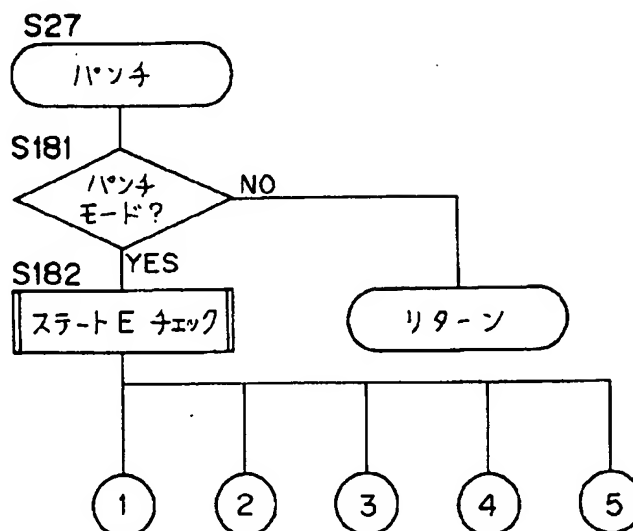 S27
パンチ
S181
パンチ
モード?
NO
YES
S182
ステート E チェック
リターン
1
2
3
4
5